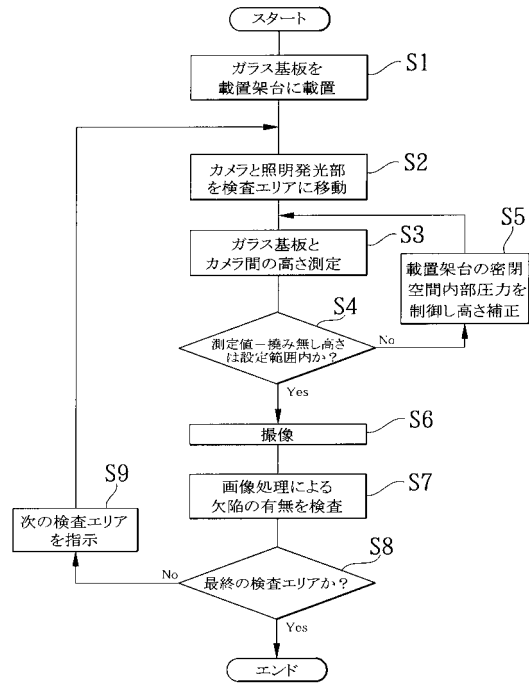 スタート
S1
ガラス基板を
載置架台に載置
S2
カメラと照明発光部
を検査エリアに移動
S3
ガラス基板と
カメラ間の高さ測定
S5
載置架台の密閉
空間内部圧力を
制御し高さ補正
S4
測定値－撓み無し高さ
は設定範囲内か？
No
Yes
S6
撮像
S7
画像処理による
欠陥の有無を検査
S9
次の検査エリア
を指示
S8
最終の検査エリアか？
No
Yes
エンド